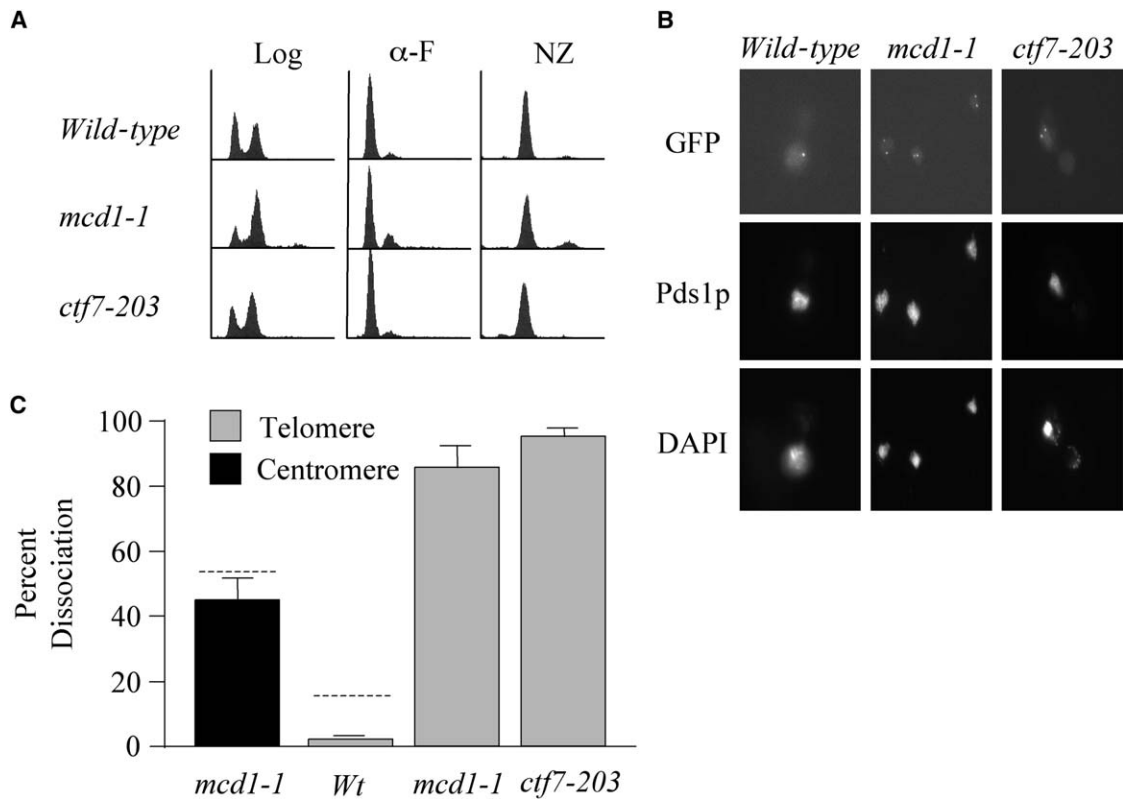 A
Log α-F NZ
Wild-type
mcd1-1
ctf7-203
B
Wild-type mcd1-1 ctf7-203
GFP
Pds1p
DAPI
C
Percent
Dissociation
100
80
60
40
20
0
Telomere
Centromere
mcd1-1 Wt mcd1-1 ctf7-203